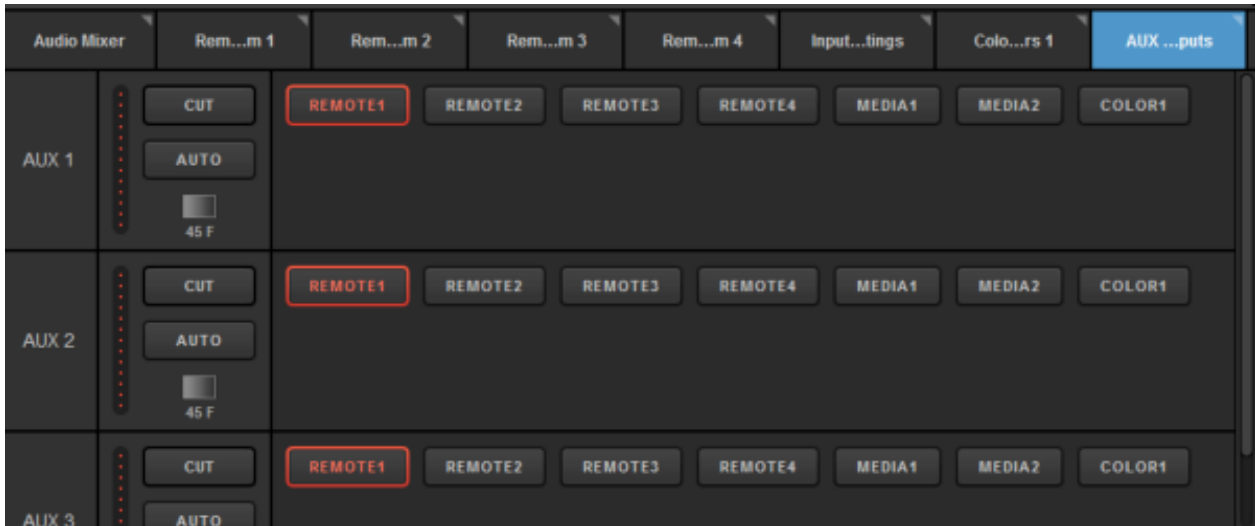 Audio Mixer Rem...m 1 Rem...m 2 Rem...m 3 Rem...m 4 Input...tings Colo...rs 1 AUX ...puts
CUT REMOTE1 REMOTE2 REMOTE3 REMOTE4 MEDIA1 MEDIA2 COLOR1
AUX 1 AUTO
45 F
CUT REMOTE1 REMOTE2 REMOTE3 REMOTE4 MEDIA1 MEDIA2 COLOR1
AUX 2 AUTO
45 F
CUT REMOTE1 REMOTE2 REMOTE3 REMOTE4 MEDIA1 MEDIA2 COLOR1
AUX 3 AUTO